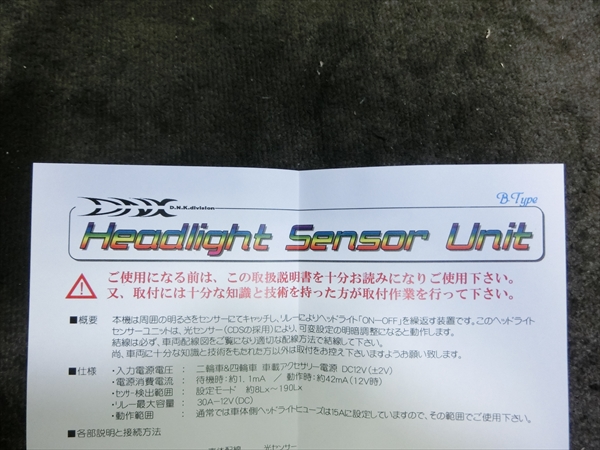 DNX D.N.K.division
B-Type
Headlight Sensor Unit
ご使用になる前は、この取扱説明書を十分お読みになりご使用下さい。
又、取付には十分な知識と技術を持った方が取付作業を行って下さい。
■概要 本機は周囲の明るさをセンサーにてキャッチし、リレーによりヘッドライト「ON-OFF」を繰返す装置です。このヘッドライト
センサーユニットは、光センサー(CDSの採用)により、可変設定の明暗調整になると動作します。
結線は必ず、車両配線図をご覧になり適切な配線方法で結線して下さい。
尚、車両に十分な知識と技術をもたれた方以外は取付をお控え下さいますようお願い致します。
■仕様 ・入力電源電圧 : 二輪車&四輪車 車載アクセサリー電源 DC12V(±2V)
・電源消費電流 : 待機時:約1.1mA / 動作時:約42mA(12V時)
・センサー検出範囲 : 設定モード 約8Lx~190Lx
・リレー最大容量 : 30A-12V(DC)
・動作範囲 : 通常では車体側ヘッドライトヒューズは15Aに設定していますので、その範囲でご使用下さい。
■各部説明と接続方法
光センサー